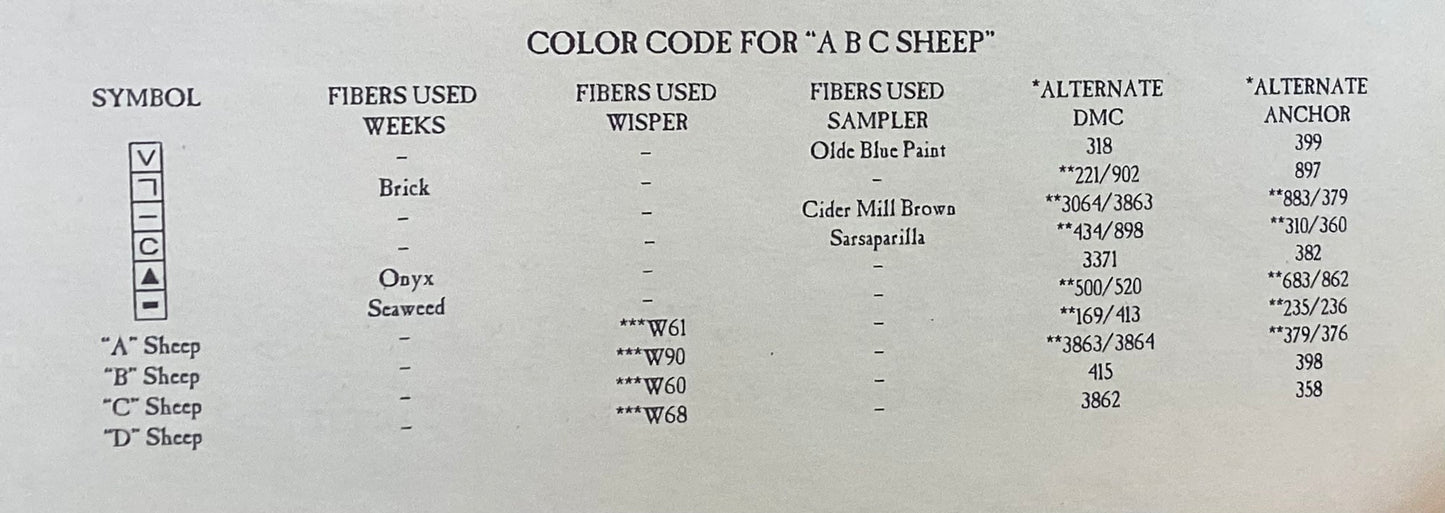 COLOR CODE FOR "A B C SHEEP"
SYMBOL FIBERS USED WEEKS FIBERS USED WISPER FIBERS USED SAMPLER *ALTERNATE DMC *ALTERNATE ANCHOR
V – – Olde Blue Paint 318 399
ㄱ Brick – – **221/902 897
– – – Cider Mill Brown **3064/3863 **883/379
C – – Sarsaparilla **434/898 **310/360
▲ Onyx – – 3371 382
▬ Seaweed – – **500/520 **683/862
"A" Sheep – ***W61 – **169/413 **235/236
"B" Sheep – ***W90 – **3863/3864 **379/376
"C" Sheep – ***W60 – 415 398
"D" Sheep – ***W68 – 3862 358